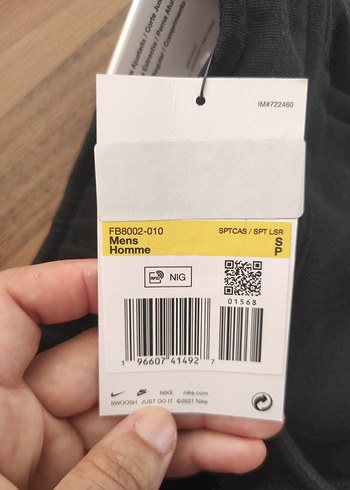 IM#722460
FB8002-010 SPTCAS / SPT LSR
Mens S
Homme P
NIG
01568
1 96607 41492 7
NIKE nike.com
SWOOSH JUST DO IT ©2021 Nike